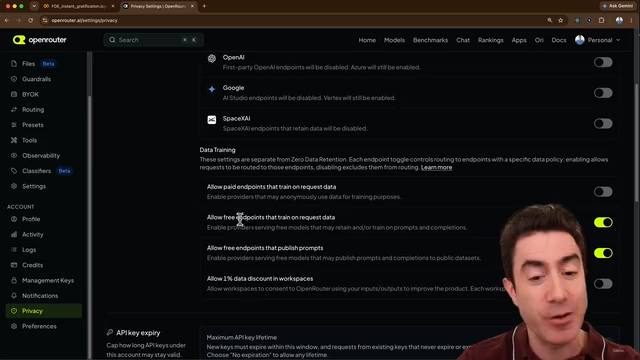 FDE_instant_gratification.ip
Privacy Settings | OpenRouter
Ask Gemini
openrouter.ai/settings/privacy
openrouter
Search
Home
Models
Benchmarks
Chat
Rankings
Apps
Ori
Docs
Personal
Files Beta
Guardrails
BYOK
Routing
Presets
Tools
Observability
Classifiers Beta
Settings
ACCOUNT
Profile
Activity
Logs
Credits
Management Keys
Notifications
Privacy
Preferences
OpenAI
First-party OpenAI endpoints will be disabled. Azure will still be enabled.
Google
AI Studio endpoints will be disabled. Vertex will still be enabled.
SpaceXAI
SpaceXAI endpoints that retain data will be disabled.
Data Training
These settings are separate from Zero Data Retention. Each endpoint toggle controls routing to endpoints with a specific data policy: enabling allows
requests to be routed to those endpoints, disabling excludes them from routing. Learn more
Allow paid endpoints that train on request data
Enable providers that may anonymously use data for training purposes.
Allow free endpoints that train on request data
Enable providers serving free models that may retain and/or train on prompts and completions.
Allow free endpoints that publish prompts
Enable providers serving free models that may publish prompts and completions to public datasets.
Allow 1% data discount in workspaces
Allow workspaces to consent to OpenRouter using your inputs/outputs to improve the product. Each
API key expiry
Cap how long API keys under
this account may stay valid.
Maximum API key lifetime
New keys must expire within this window, and requests from existing keys that never expire or
Choose "No expiration" to allow any lifetime.